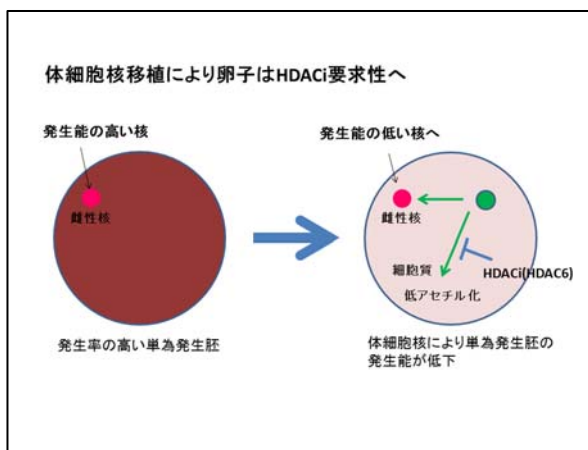 体細胞核移植により卵子はHDACi要求性へ
発生能の高い核
雌性核
発生率の高い単為発生胚
発生能の低い核へ
雌性核
細胞質
低アセチル化
HDACi(HDAC6)
体細胞核により単為発生胚の
発生能が低下